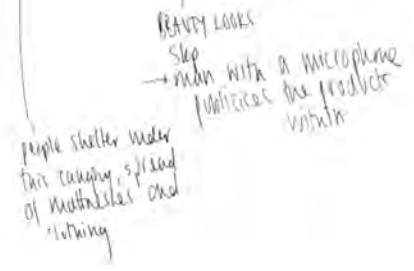 BEAUTY LOOKS
Shop
→ man with a microphone
publicises the products
within
people shelter under
this canopy, spread
of mattresses and
clothing